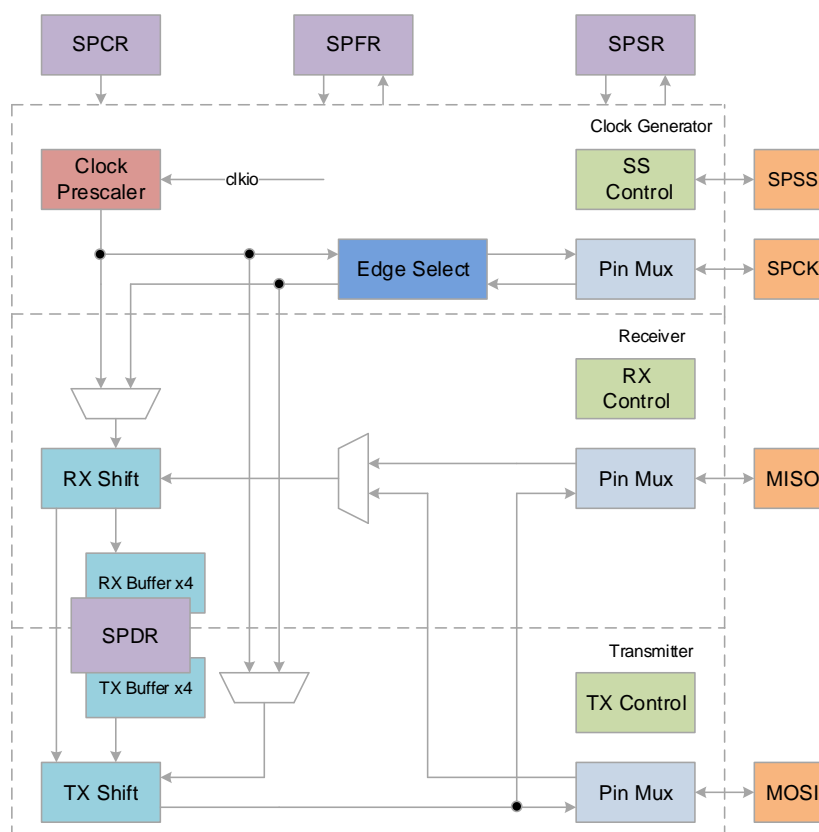 SPCR
SPFR
SPSR
Clock Generator
Clock
Prescaler
clkio
SS
Control
SPSS
Edge Select
Pin Mux
SPCK
Receiver
RX
Control
RX Shift
Pin Mux
MISO
RX Buffer x4
SPDR
Transmitter
TX Buffer x4
TX Control
TX Shift
Pin Mux
MOSI